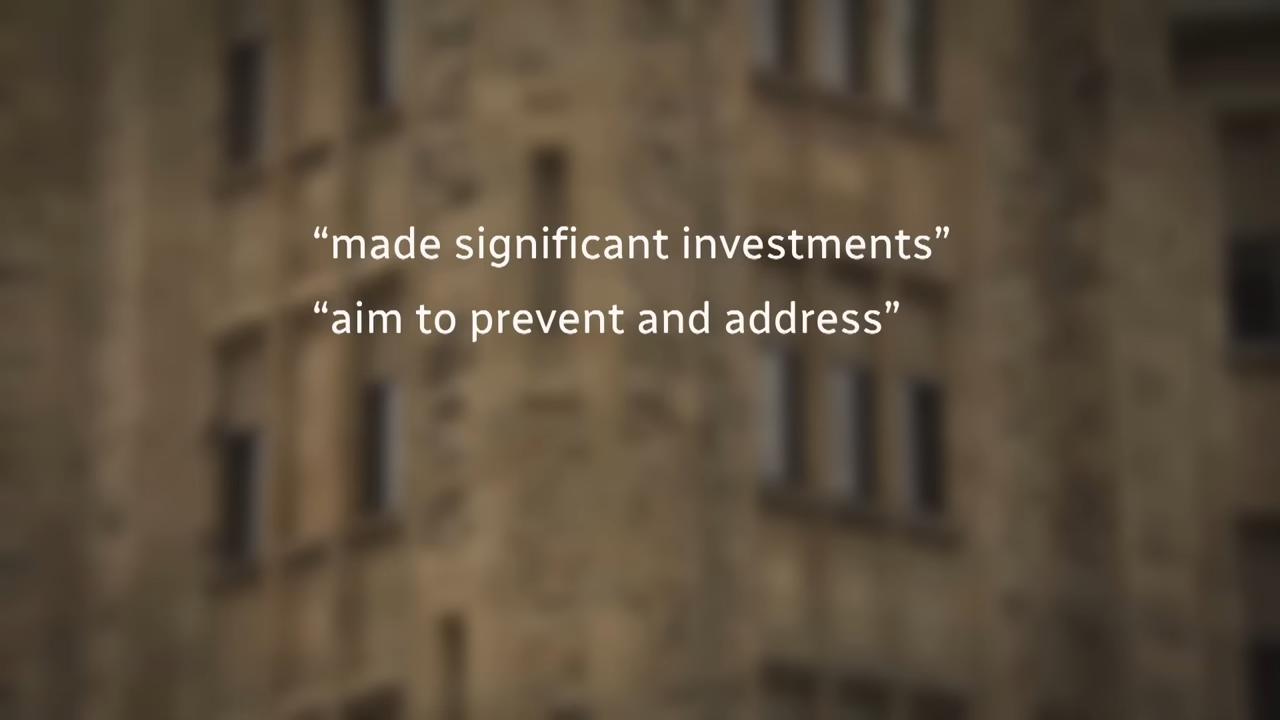 “made significant investments”
“aim to prevent and address”